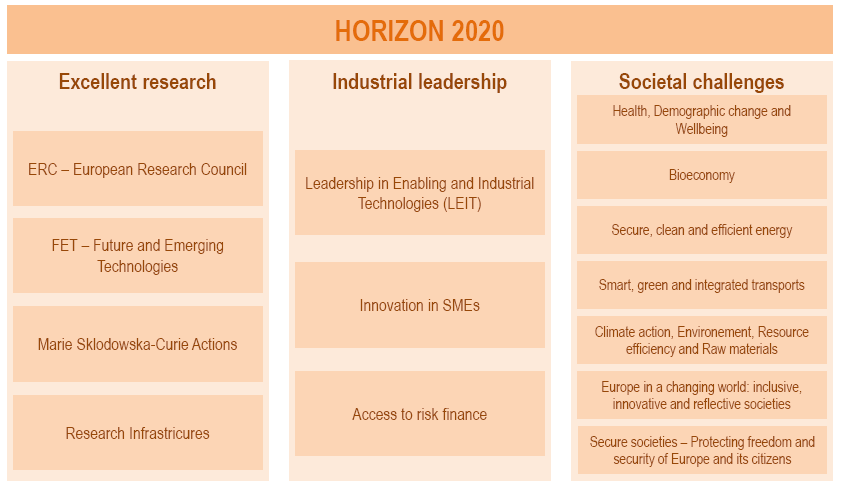 HORIZON 2020
Excellent research
ERC – European Research Council
FET – Future and Emerging
Technologies
Marie Sklodowska-Curie Actions
Research Infrastricures
Industrial leadership
Leadership in Enabling and Industrial
Technologies (LEIT)
Innovation in SMEs
Access to risk finance
Societal challenges
Health, Demographic change and
Wellbeing
Bioeconomy
Secure, clean and efficient energy
Smart, green and integrated transports
Climate action, Environement, Resource
efficiency and Raw materials
Europe in a changing world: inclusive,
innovative and reflective societies
Secure societies – Protecting freedom and
security of Europe and its citizens